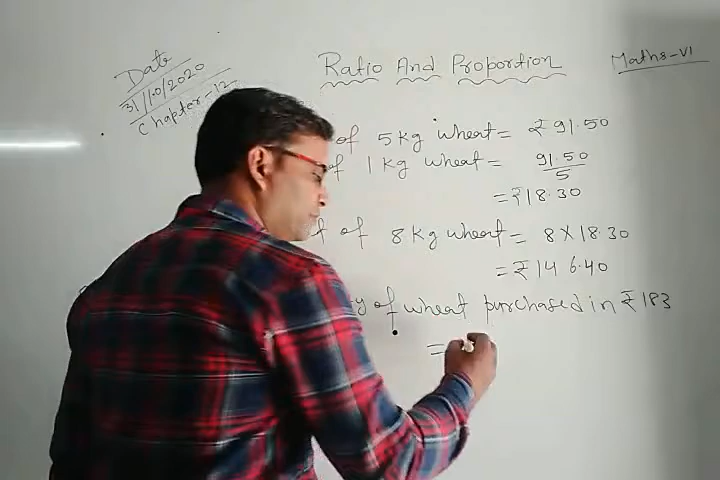 Date
31/10/2020
Chapter-12
Ratio And Proportion
Maths-VI
of 5 Kg wheat = ₹91.50
of 1 Kg wheat = 91.50/5
= ₹18.30
of 8 Kg wheat = 8 X 18.30
= ₹146.40
y of wheat purchased in ₹183
=